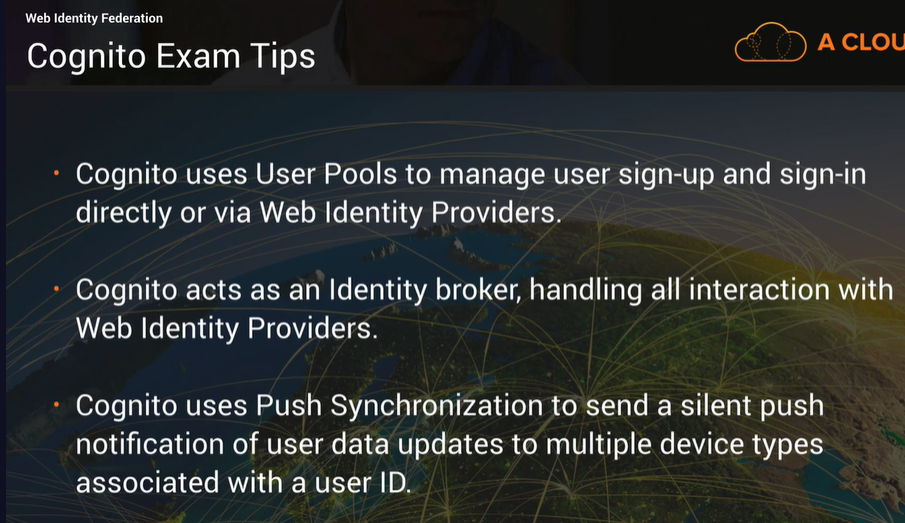 Web Identity Federation
Cognito Exam Tips
A CLOU
• Cognito uses User Pools to manage user sign-up and sign-in
directly or via Web Identity Providers.
• Cognito acts as an Identity broker, handling all interaction with
Web Identity Providers.
• Cognito uses Push Synchronization to send a silent push
notification of user data updates to multiple device types
associated with a user ID.